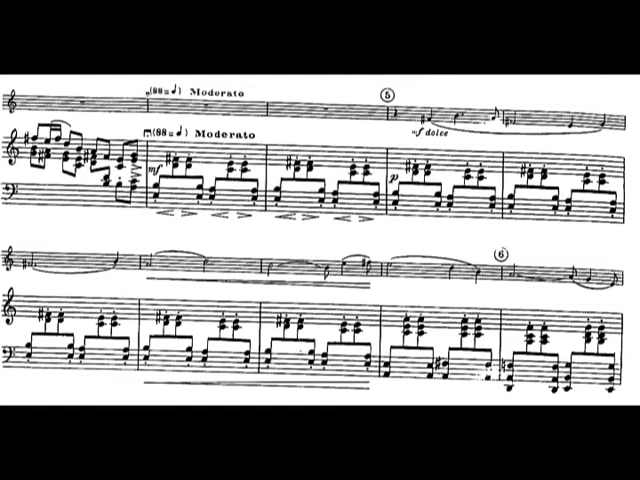 (88=♩) Moderato
5
mf dolce
(88=♩) Moderato
mf
p
6